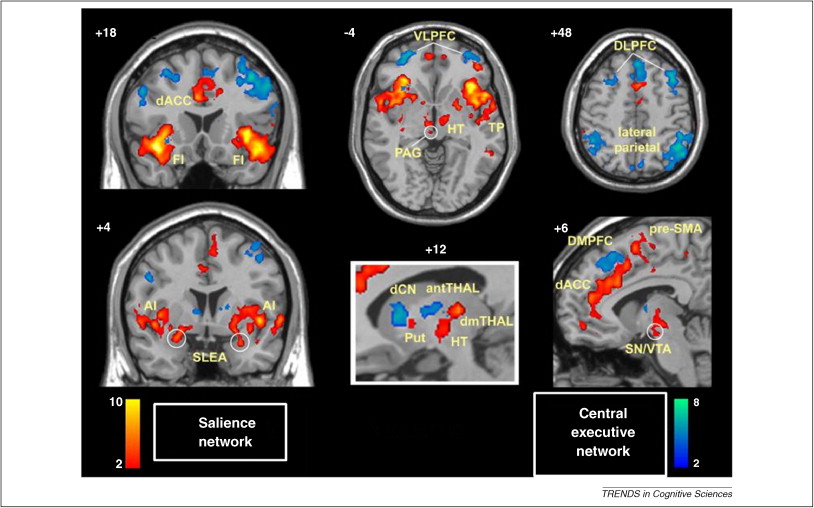 +18
dACC
FI
FI
-4
VLPFC
HT
TP
PAG
+48
DLPFC
lateral
parietal
+4
AI
AI
SLEA
+12
dCN
antTHAL
dmTHAL
Put
HT
+6
pre-SMA
DMPFC
dACC
SN/VTA
10
2
Salience
network
Central
executive
network
8
2
TRENDS in Cognitive Sciences